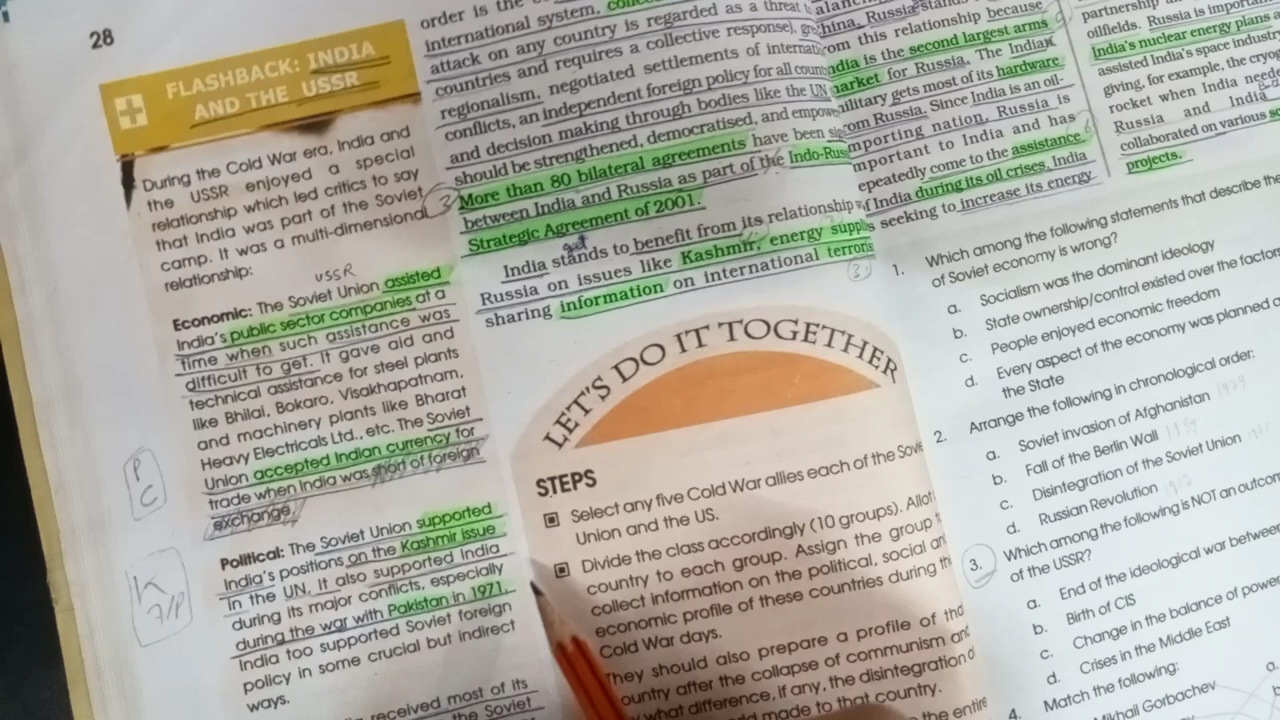 28
FLASHBACK: INDIA
AND THE USSR
During the Cold War era, India and
the USSR enjoyed a special
relationship which led critics to say
that India was part of the Soviet
camp. It was a multi-dimensional
relationship:
USSR
Economic: The Soviet Union assisted
India's public sector companies at a
time when such assistance was
difficult to get. It gave aid and
technical assistance for steel plants
like Bhilai, Bokaro, Visakhapatnam,
and machinery plants like Bharat
Heavy Electricals Ltd., etc. The Soviet
Union accepted Indian currency for
trade when India was short of foreign
exchange.
P
C
Political: The Soviet Union supported
India's positions on the Kashmir issue
in the UN. It also supported India
during its major conflicts, especially
during the war with Pakistan in 1971.
India too supported Soviet foreign
policy in some crucial but indirect
ways.
K
7/P
received most of its
the Soviet
order is the
international system,
attack on any country is regarded as a threat to
countries and requires a collective response),
regionalism, negotiated settlements of
conflicts, an independent foreign policy for all
and decision making through bodies like the UN
should be strengthened, democratised, and
More than 80 bilateral agreements have been
between India and Russia as part of the Indo-
Strategic Agreement of 2001.
get
India stands to benefit from its relationship
Russia on issues like Kashmir, energy
sharing information on international
LET'S DO IT TOGETHER
STEPS
Select any five Cold War allies each of the
Union and the US.
Divide the class accordingly (10 groups).
country to each group. Assign the group
collect information on the political, social
economic profile of these countries during
Cold War days.
They should also prepare a profile of
after the collapse of communism
what difference, if any, the disintegration
made to that country.
the entire
China, Russia stands
from this relationship because
India is the second largest arms
market for Russia. The Indian
military gets most of its hardware
from Russia. Since India is an oil-
importing nation, Russia is
important to India and has
repeatedly come to the assistance
of India during its oil crises. India
seeking to increase its energy
partnership
oilfields. Russia is
India's nuclear energy plans
assisted India's space industry
giving, for example, the
rocket when India
Russia and India
collaborated on various
projects.
1. Which among the following statements that describe the
of Soviet economy is wrong?
a. Socialism was the dominant ideology
b. State ownership/control existed over the factors
c. People enjoyed economic freedom
d. Every aspect of the economy was planned
the State
2. Arrange the following in chronological order:
a. Soviet invasion of Afghanistan 1979
b. Fall of the Berlin Wall 1989
c. Disintegration of the Soviet Union
d. Russian Revolution 1917
3. Which among the following is NOT an
of the USSR?
a. End of the ideological war between
b. Birth of CIS
c. Change in the balance of power
d. Crises in the Middle East
4. Match the following:
Mikhail Gorbachev
a.